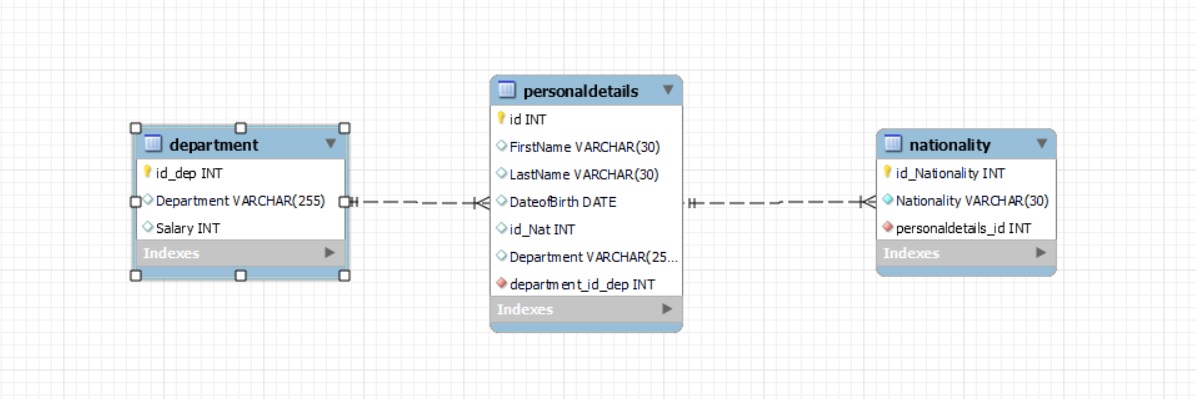 department
id_dep INT
Department VARCHAR(255)
Salary INT
Indexes
personaldetails
id INT
FirstName VARCHAR(30)
LastName VARCHAR(30)
DateofBirth DATE
id_Nat INT
Department VARCHAR(25...
department_id_dep INT
Indexes
nationality
id_Nationality INT
Nationality VARCHAR(30)
personaldetails_id INT
Indexes